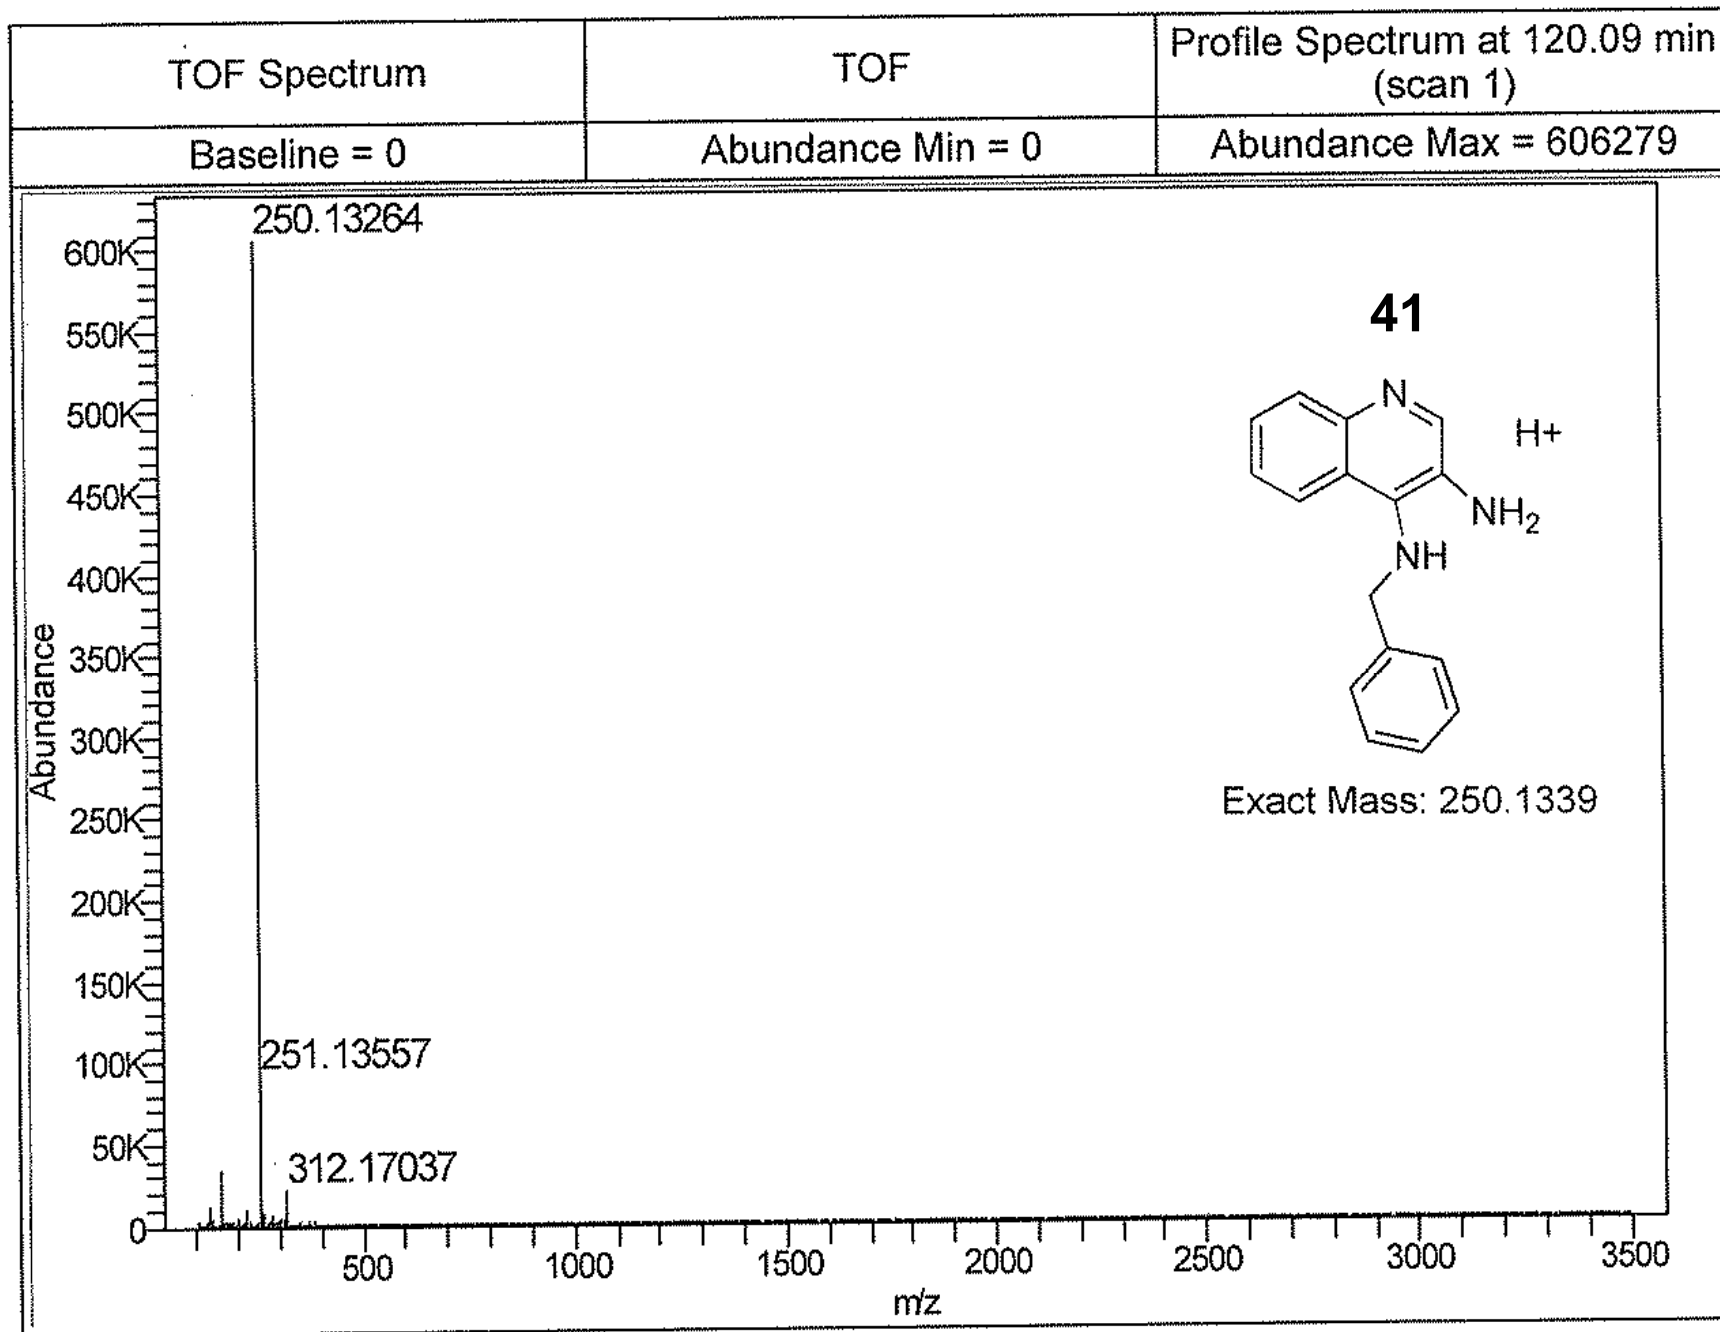 TOF Spectrum
TOF
Profile Spectrum at 120.09 min
(scan 1)
Baseline = 0
Abundance Min = 0
Abundance Max = 606279
250.13264
600K
550K
500K
450K
400K
350K
300K
250K
200K
150K
100K
50K
0
Abundance
251.13557
312.17037
41
N
H+
NH2
NH
Exact Mass: 250.1339
500
1000
1500
2000
2500
3000
3500
m/z